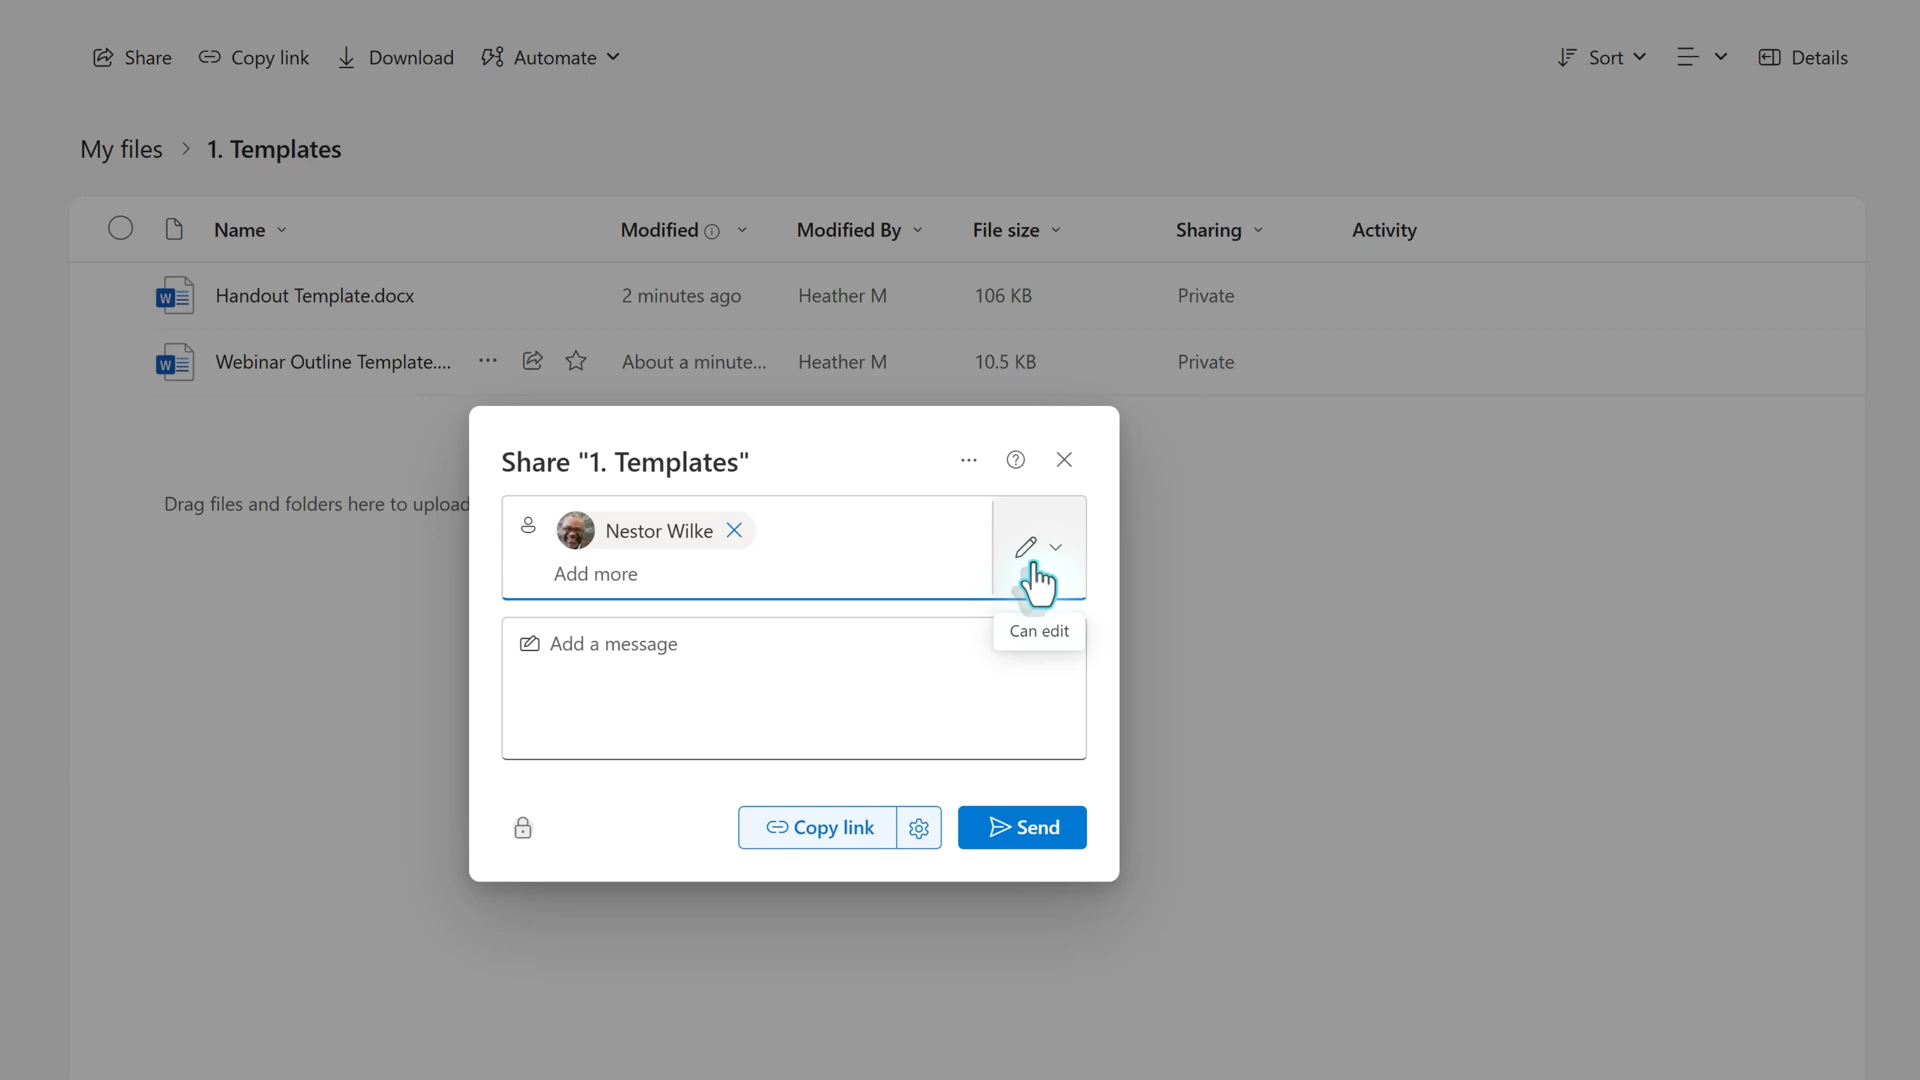 Share Copy link Download Automate Sort Details
My files > 1. Templates
Name Modified Modified By File size Sharing Activity
Handout Template.docx 2 minutes ago Heather M 106 KB Private
Webinar Outline Template.... About a minute... Heather M 10.5 KB Private
Drag files and folders here to upload
Share "1. Templates"
Nestor Wilke
Add more
Can edit
Add a message
Copy link Send